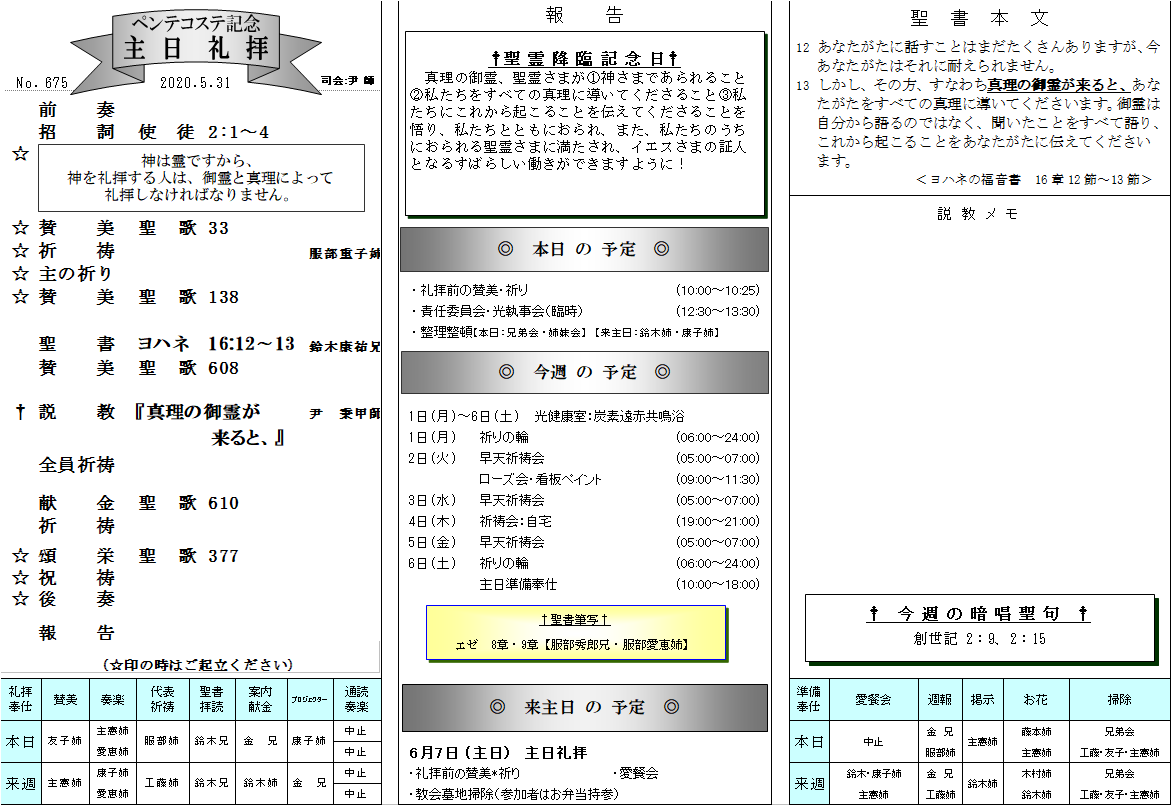 ペンテコステ記念
主日礼拝
No. 675
2020.5.31
司会:尹 師
前 奏
招 詞 使 徒 2:1～4
☆
神は霊ですから、
神を礼拝する人は、御霊と真理によって
礼拝しなければなりません。
☆ 賛 美 聖 歌 33
☆ 祈 祷 服部重子姉
☆ 主の祈り
☆ 賛 美 聖 歌 138
聖 書 ヨハネ 16:12～13 鈴木康祐兄
賛 美 聖 歌 608
† 説 教 『真理の御霊が 尹 秉甲師
来ると、』
全員祈祷
献 金 聖 歌 610
祈 祷
☆ 頌 栄 聖 歌 377
☆ 祝 祷
☆ 後 奏
報 告
(☆印の時はご起立ください)
礼拝奉仕 賛美 奏楽 代表祈祷 聖書拝読 案内献金 プロジェクター 通読奏楽
本日 友子姉 主憲姉 愛恵姉 服部姉 鈴木兄 金 兄 康子姉 中止 中止
来週 主憲姉 康子姉 愛恵姉 工藤姉 鈴木兄 鈴木姉 金 兄 中止 中止
報 告
†聖霊降臨記念日†
真理の御霊、聖霊さまが①神さまであられること
②私たちをすべての真理に導いてくださること③私
たちにこれから起こることを伝えてくださることを
悟り、私たちとともにおられ、また、私たちのうち
におられる聖霊さまに満たされ、イエスさまの証人
となるすばらしい働きができますように！
◎ 本日 の 予定 ◎
・礼拝前の賛美・祈り (10:00～10:25)
・責任委員会・光執事会(臨時) (12:30～13:30)
・整理整頓【本日:兄弟会・姉妹会】【来主日:鈴木姉・康子姉】
◎ 今週 の 予定 ◎
1日(月)～6日(土) 光健康室:炭素遠赤共鳴浴
1日(月) 祈りの輪 (06:00～24:00)
2日(火) 早天祈祷会 (05:00～07:00)
ローズ会・看板ペイント (09:00～11:30)
3日(水) 早天祈祷会 (05:00～07:00)
4日(木) 祈祷会:自宅 (19:00～21:00)
5日(金) 早天祈祷会 (05:00～07:00)
6日(土) 祈りの輪 (06:00～24:00)
主日準備奉仕 (10:00～18:00)
†聖書筆写†
エゼ 8章・9章【服部秀郎兄・服部愛恵姉】
◎ 来主日 の 予定 ◎
6月7日(主日) 主日礼拝
・礼拝前の賛美*祈り ・愛餐会
・教会墓地掃除(参加者はお弁当持参)
聖 書 本 文
12 あなたがたに話すことはまだたくさんありますが、今
あなたがたはそれに耐えられません。
13 しかし、その方、すなわち真理の御霊が来ると、あな
たがたをすべての真理に導いてくださいます。御霊は
自分から語るのではなく、聞いたことをすべて語り、
これから起こることをあなたがたに伝えてください
ます。
＜ヨハネの福音書 16章12節～13節＞
説 教 メ モ
† 今週の暗唱聖句 †
創世記 2:9、2:15
準備奉仕 愛餐会 週報 掲示 お花 掃除
本日 中止 金 兄 服部姉 主憲姉 藤本姉 主憲姉 兄弟会 工藤・友子・主憲姉
来週 鈴木・康子姉 主憲姉 金 兄 工藤姉 鈴木姉 木村姉 鈴木姉 兄弟会 工藤・友子・主憲姉